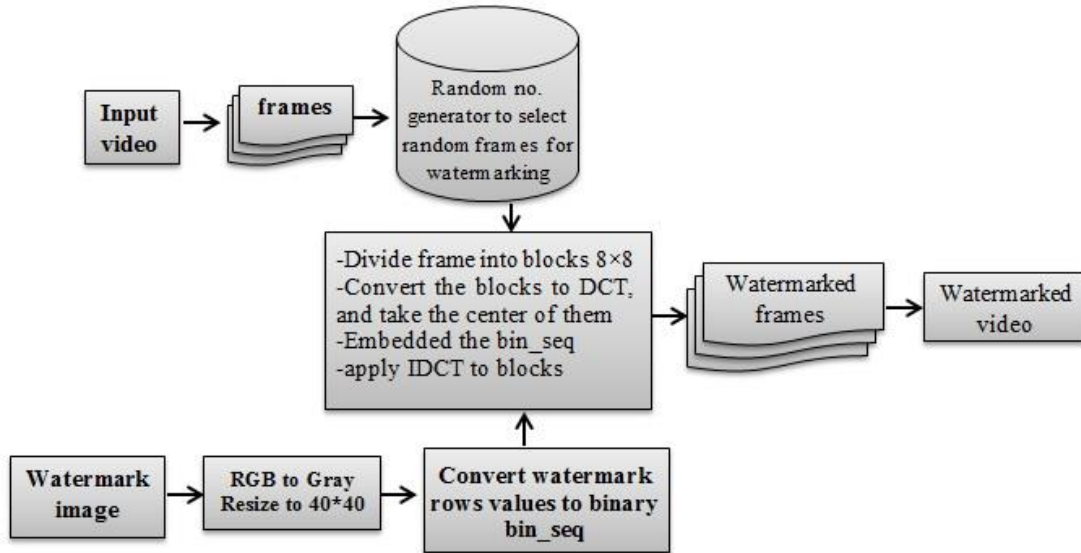 Input
video
frames
Random no.
generator to select
random frames for
watermarking
-Divide frame into blocks 8×8
-Convert the blocks to DCT,
and take the center of them
-Embedded the bin_seq
-apply IDCT to blocks
Watermarked
frames
Watermarked
video
Watermark
image
RGB to Gray
Resize to 40*40
Convert watermark
rows values to binary
bin_seq